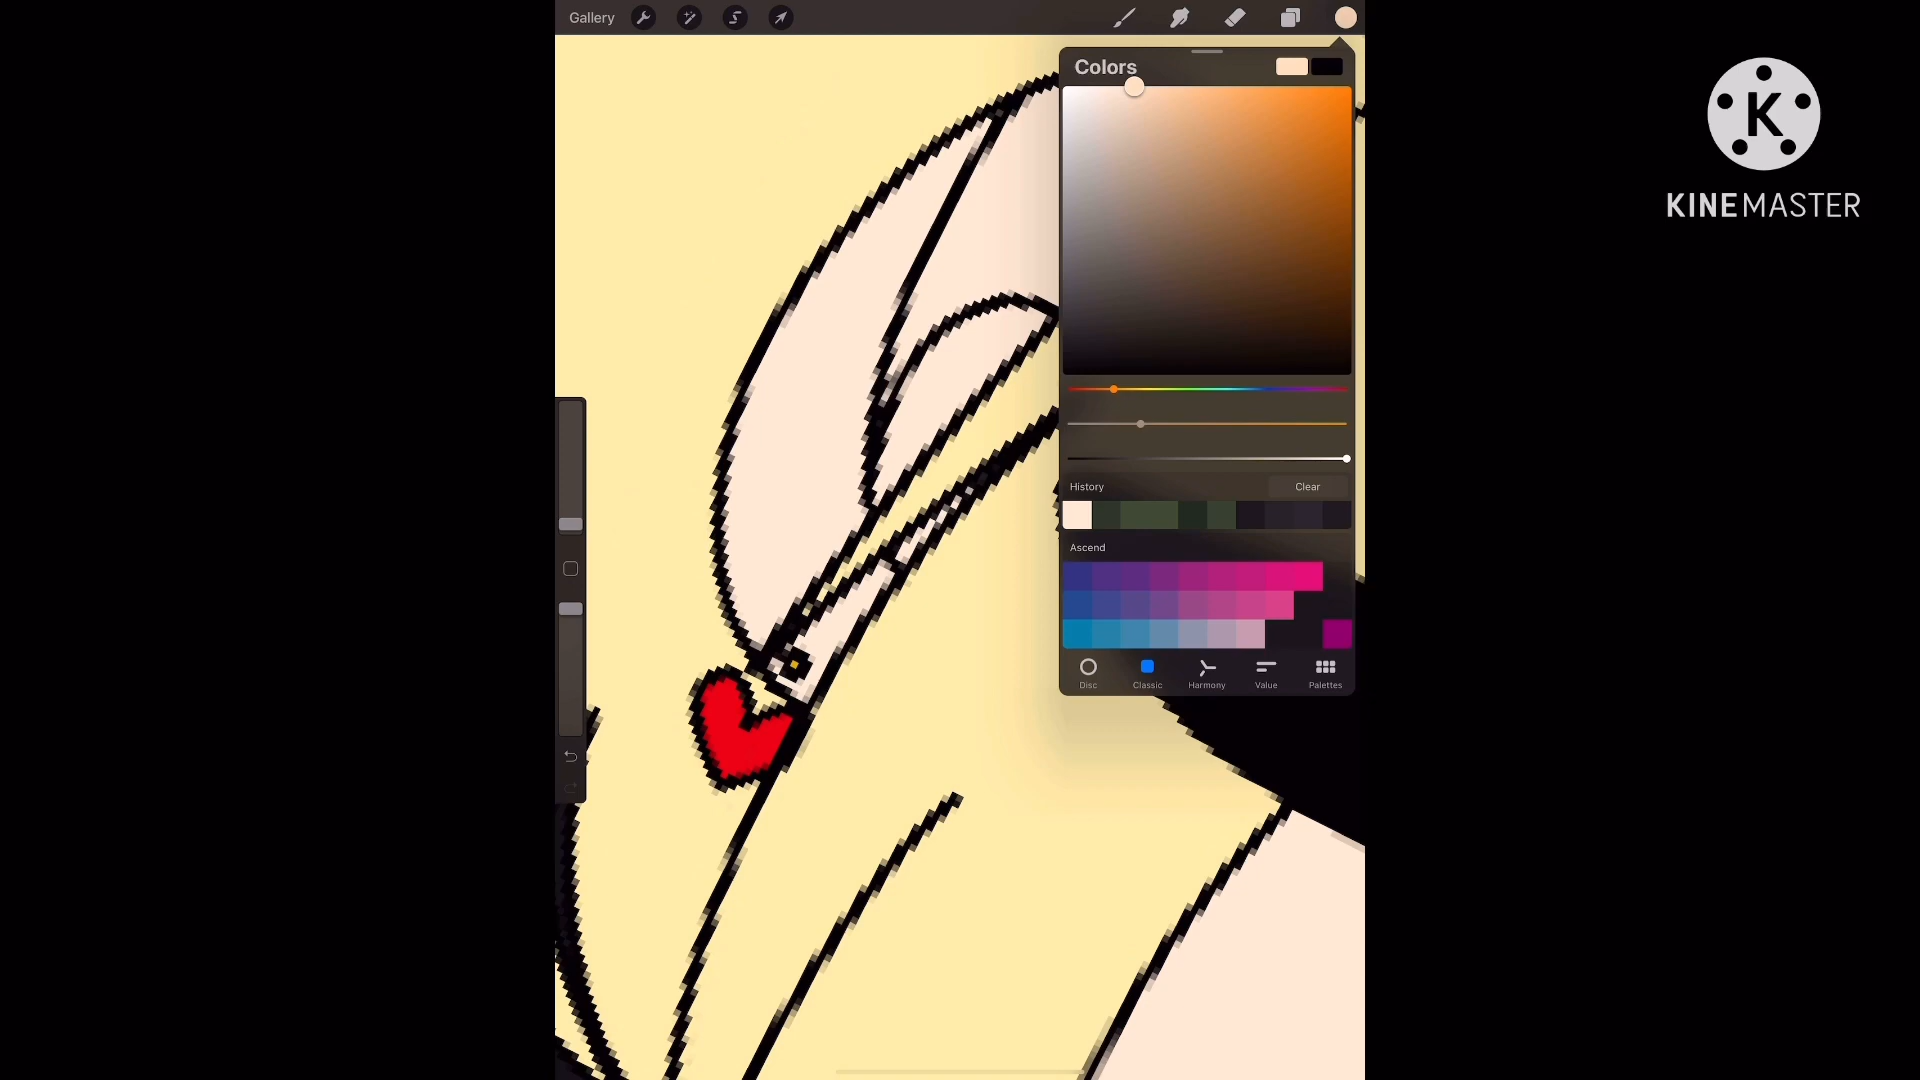 Gallery
Colors
K
KINEMASTER
History
Clear
Ascend
Disc
Classic
Harmony
Value
Palettes